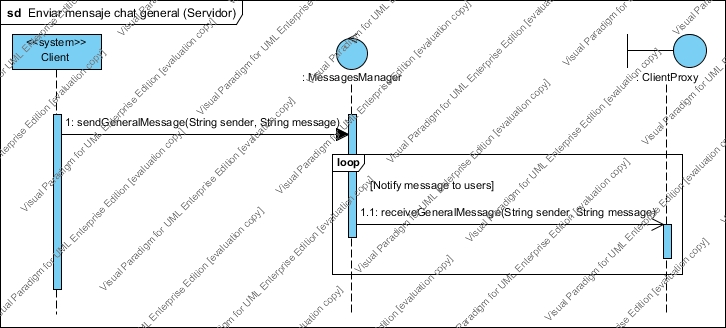 sd Enviar mensaje chat general (Servidor)
<<system>>
Client
: MessagesManager
: ClientProxy
1: sendGeneralMessage(String sender, String message)
loop
[Notify message to users]
1.1: receiveGeneralMessage(String sender, String message)
Visual Paradigm for UML Enterprise Edition [evaluation copy]